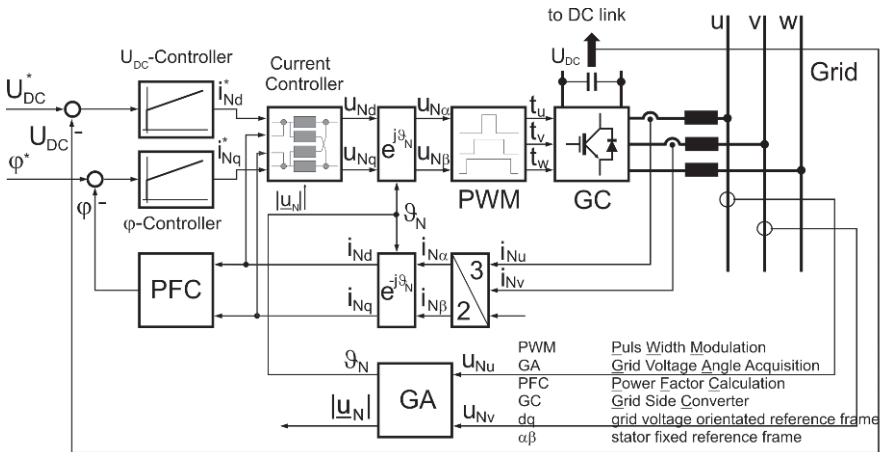 to DC link
u v w
U_DC-Controller
Current
Controller
U_DC
Grid
U*_DC
i*_Nd
u_Nd
u_Nα
t_u
U_DC -
e^jϑ_N
t_v
φ*
i*_Nq
u_Nq
u_Nβ
t_w
φ -
PWM
GC
φ-Controller
|u_N|
ϑ_N
i_Nd
i_Nα
i_Nu
PFC
e^-jϑ_N
3
i_Nv
i_Nq
i_Nβ
2
ϑ_N
u_Nu
GA
|u_N|
u_Nv
PWM Puls Width Modulation
GA Grid Voltage Angle Acquisition
PFC Power Factor Calculation
GC Grid Side Converter
dq grid voltage orientated reference frame
αβ stator fixed reference frame